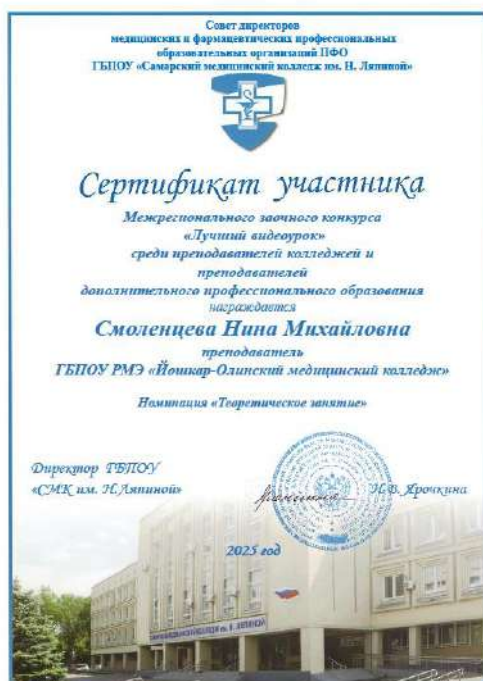 Совет директоров
медицинских и фармацевтических профессиональных
образовательных организаций ПФО
ГБПОУ «Самарский медицинский колледж им. Н. Ляпиной»
Сертификат участника
Межрегионального заочного конкурса
«Лучший видеоурок»
среди преподавателей колледжей и
преподавателей
дополнительного профессионального образования
награждается
Смоленцева Нина Михайловна
преподаватель
ГБПОУ РМЭ «Йошкар-Олинский медицинский колледж»
Номинация «Теоретическое занятие»
Директор ГБПОУ
«СМК им. Н.Ляпиной»
Н.В. Ярочкина
2025 год